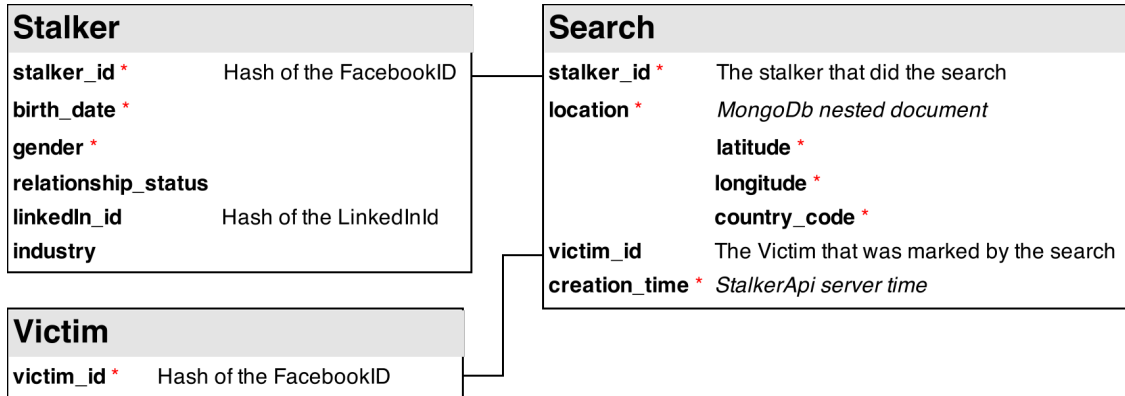 Stalker
stalker_id * Hash of the FacebookID
birth_date *
gender *
relationship_status
linkedIn_id Hash of the LinkedInId
industry
Search
stalker_id * The stalker that did the search
location * MongoDb nested document
latitude *
longitude *
country_code *
victim_id The Victim that was marked by the search
creation_time * StalkerApi server time
Victim
victim_id * Hash of the FacebookID